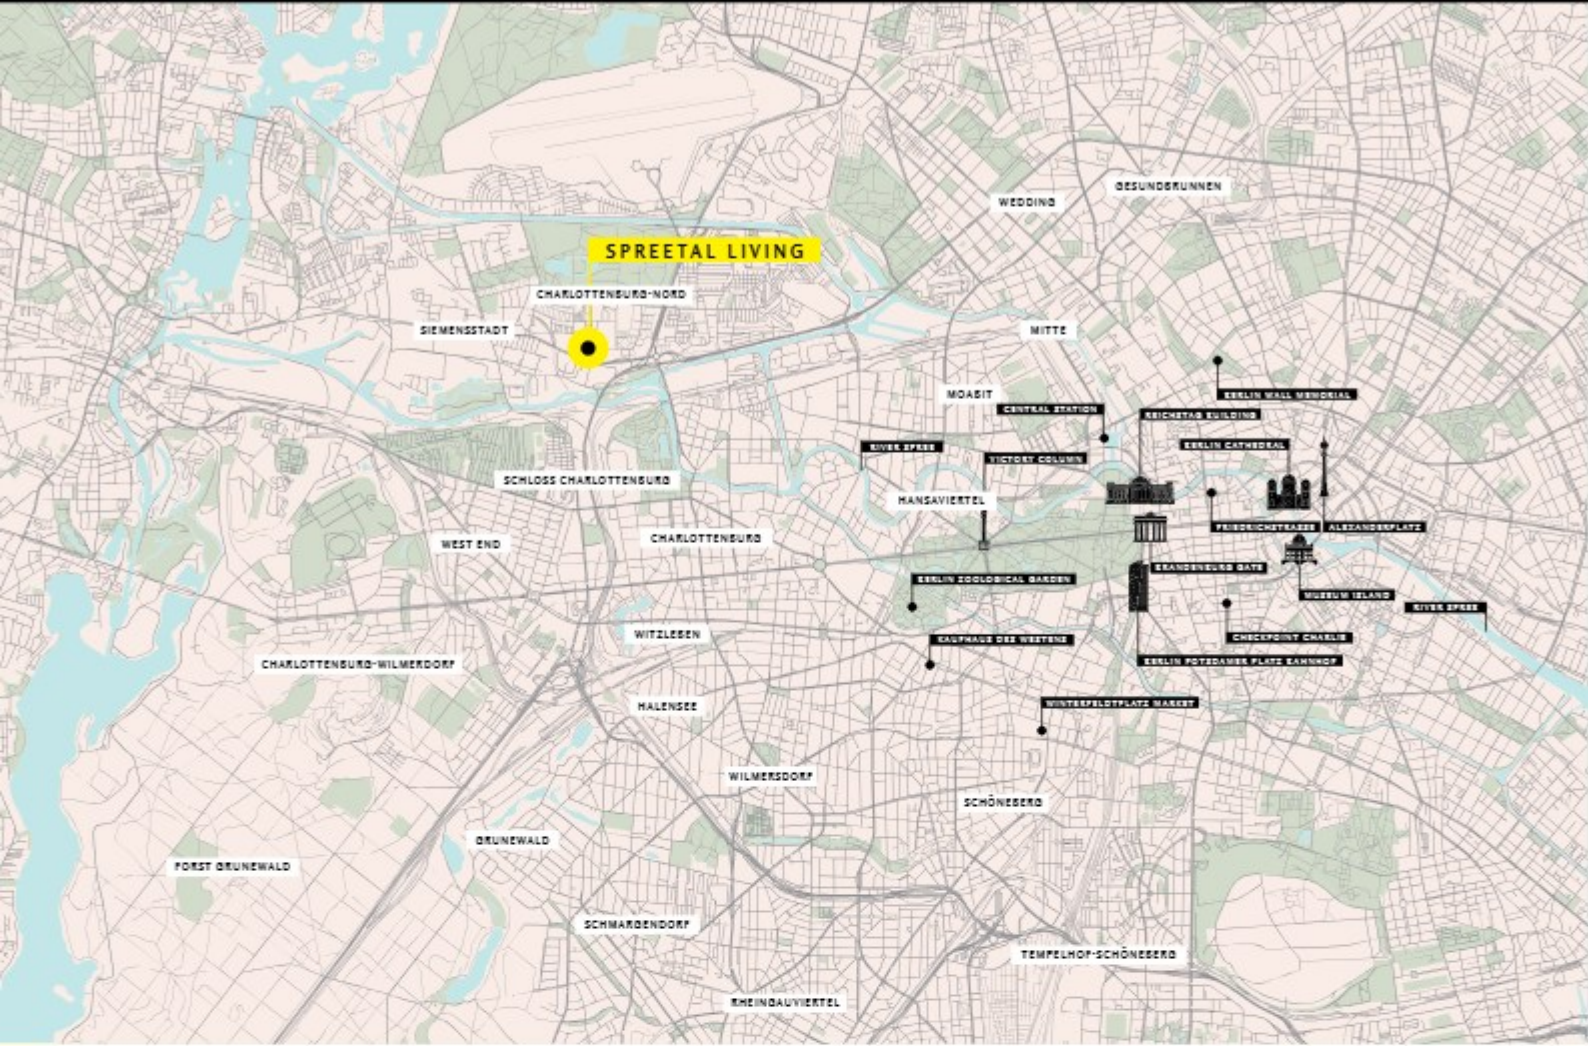 GESUNDBRUNNEN
WEDDING
SPREETAL LIVING
CHARLOTTENBURG-NORD
SIEMENSSTADT
MITTE
MOABIT
BERLIN WALL MEMORIAL
CENTRAL STATION
REICHSTAG BUILDING
RIVER SPREE
BERLIN CATHEDRAL
VICTORY COLUMN
SCHLOSS CHARLOTTENBURG
HANSAVIERTEL
FRIEDRICHSTRASSE
ALEXANDERPLATZ
CHARLOTTENBURG
WEST END
BRANDENBURG GATE
BERLIN ZOOLOGICAL GARDEN
MUSEUM ISLAND
RIVER SPREE
WITZLEBEN
KAUFHAUS DES WESTENS
CHECKPOINT CHARLIE
CHARLOTTENBURG-WILMERDORF
BERLIN POTSDAMER PLATZ BAHNHOF
HALENSEE
WINTERFELDTPLATZ MARKET
WILMERSDORF
SCHÖNEBERG
GRUNEWALD
FORST GRUNEWALD
SCHMARGENDORF
TEMPELHOF-SCHÖNEBERG
RHEINGAUVIERTEL